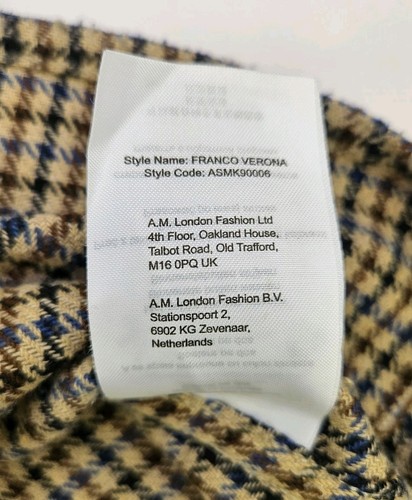 Style Name: FRANCO VERONA
Style Code: ASMK90006
A.M. London Fashion Ltd
4th Floor, Oakland House,
Talbot Road, Old Trafford,
M16 0PQ UK
A.M. London Fashion B.V.
Stationspoort 2,
6902 KG Zevenaar,
Netherlands